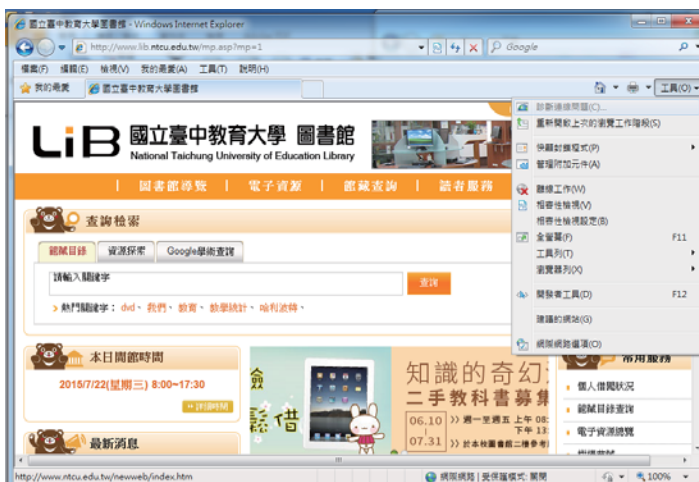 國立臺中教育大學圖書館 - Windows Internet Explorer
http://www.lib.ntcu.edu.tw/mp.asp?mp=1
Google
檔案(F) 編輯(E) 檢視(V) 我的最愛(A) 工具(T) 說明(H)
我的最愛 國立臺中教育大學圖書館
工具(O)
診斷連線問題(C)...
重新開啟上次的瀏覽工作階段(S)
快顯封鎖程式(P)
管理附加元件(A)
離線工作(W)
相容性檢視(V)
相容性檢視設定(B)
全螢幕(F) F11
工具列(T)
瀏覽器列(X)
開發者工具(D) F12
建議的網站(G)
網際網路選項(O)
LiB 國立臺中教育大學 圖書館
National Taichung University of Education Library
圖書館導覽 | 電子資源 | 館藏查詢 | 讀者服務
查詢檢索
館藏目錄 資源探索 Google學術查詢
請輸入關鍵字
查詢
熱門關鍵字： dvd、 我們、 教育、 教學統計、 哈利波特、
本日開館時間
2015/7/22(星期三) 8:00~17:30
詳細時間
最新消息
鬆借
知識的奇幻
二手教科書募集
06.10
07.31
週一至週五 上午 08:
下午 13:
於本校圖書館二樓參考
常用服務
個人借閱狀況
館藏目錄查詢
電子資源總覽
http://www.ntcu.edu.tw/newweb/index.htm
網際網路 | 受保護模式: 關閉
100%